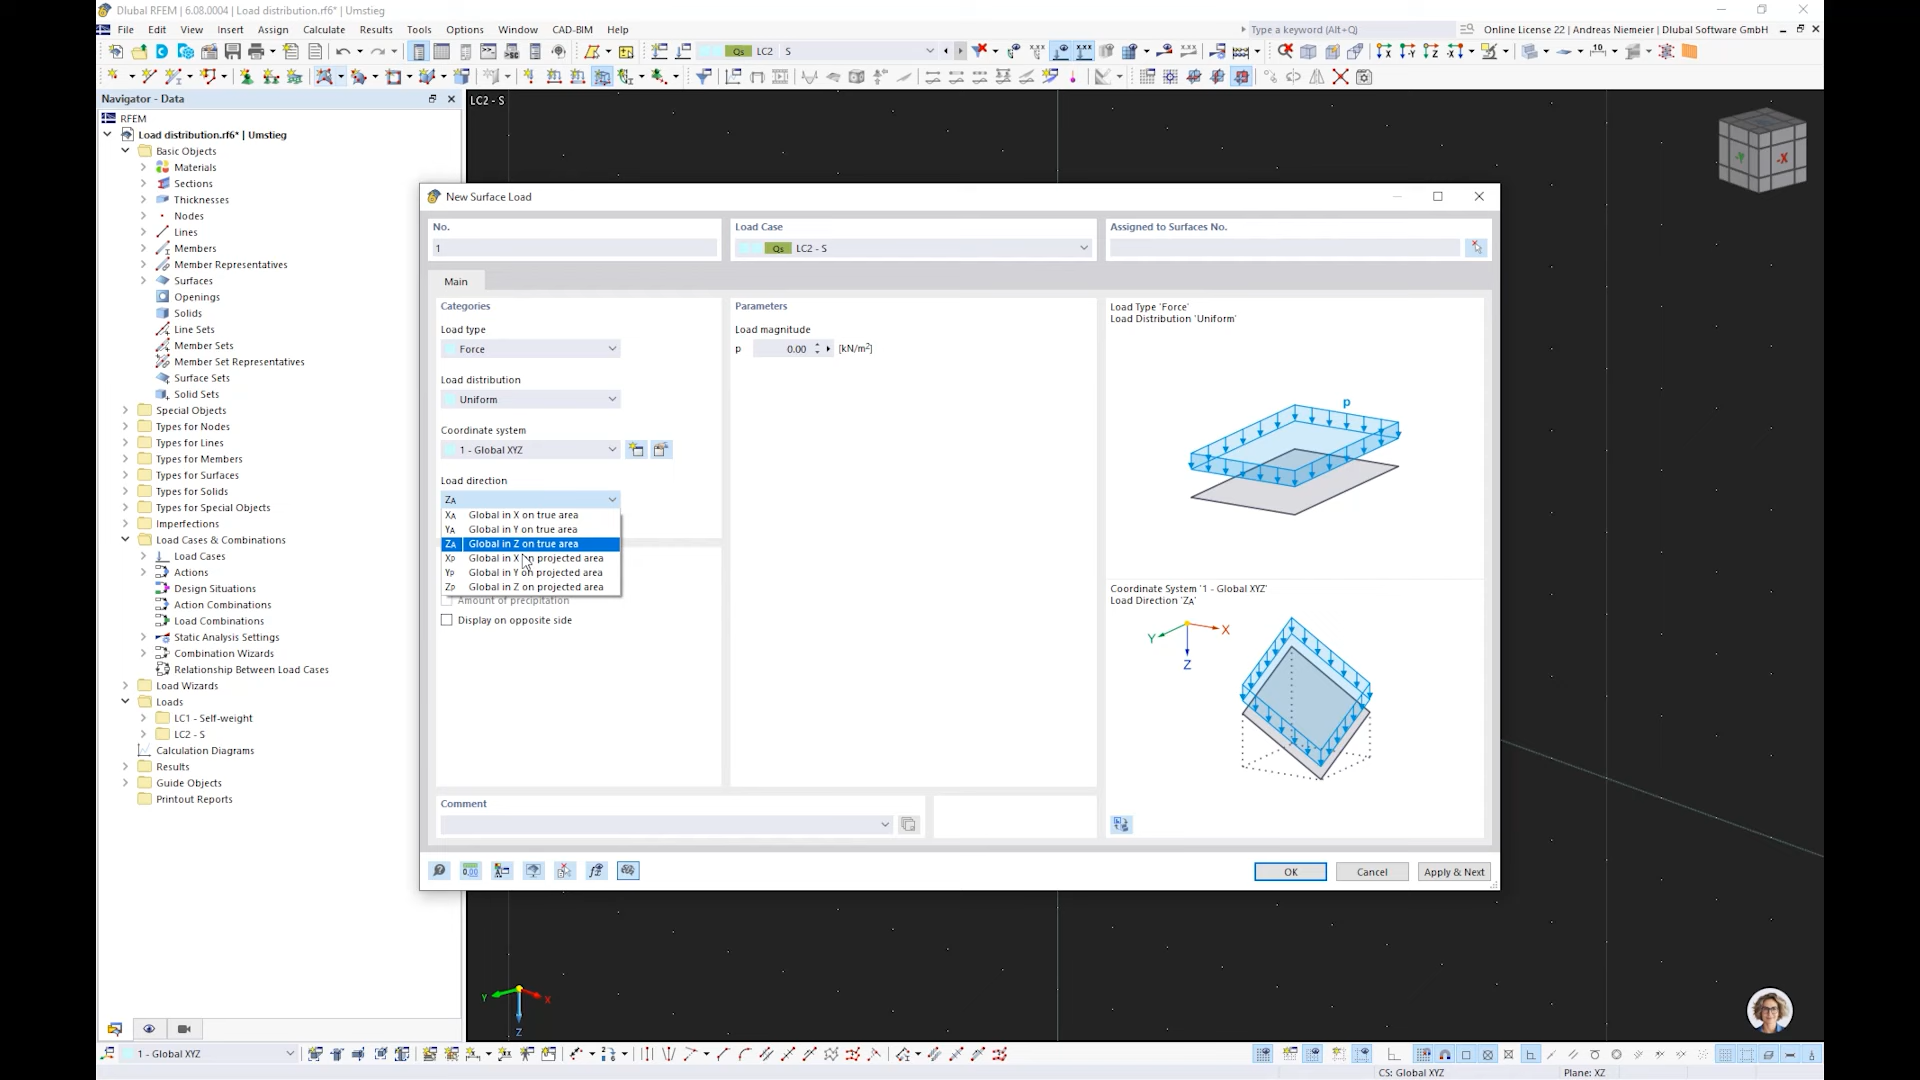 Dlubal RFEM | 6.08.0004 | Load distribution.rf6* | Umstieg
File Edit View Insert Assign Calculate Results Tools Options Window CAD-BIM Help
Type a keyword (Alt+Q)
Online License 22 | Andreas Niemeier | Dlubal Software GmbH
Qs LC2 S
Navigator - Data
RFEM
Load distribution.rf6* | Umstieg
Basic Objects
Materials
Sections
Thicknesses
Nodes
Lines
Members
Member Representatives
Surfaces
Openings
Solids
Line Sets
Member Sets
Member Set Representatives
Surface Sets
Solid Sets
Special Objects
Types for Nodes
Types for Lines
Types for Members
Types for Surfaces
Types for Solids
Types for Special Objects
Imperfections
Load Cases & Combinations
Load Cases
Actions
Design Situations
Action Combinations
Load Combinations
Static Analysis Settings
Combination Wizards
Relationship Between Load Cases
Load Wizards
Loads
LC1 - Self-weight
LC2 - S
Calculation Diagrams
Results
Guide Objects
Printout Reports
LC2 - S
-Y
-X
New Surface Load
No.
1
Load Case
Qs LC2 - S
Assigned to Surfaces No.
Main
Categories
Load type
Force
Load distribution
Uniform
Coordinate system
1 - Global XYZ
Load direction
ZA
XA Global in X on true area
YA Global in Y on true area
ZA Global in Z on true area
XP Global in X on projected area
YP Global in Y on projected area
ZP Global in Z on projected area
Amount of precipitation
Display on opposite side
Parameters
Load magnitude
p 0.00 [kN/m²]
Load Type 'Force'
Load Distribution 'Uniform'
p
Coordinate System '1 - Global XYZ'
Load Direction 'ZA'
Y
X
Z
Comment
OK
Cancel
Apply & Next
Y
X
Z
1 - Global XYZ
CS: Global XYZ
Plane: XZ